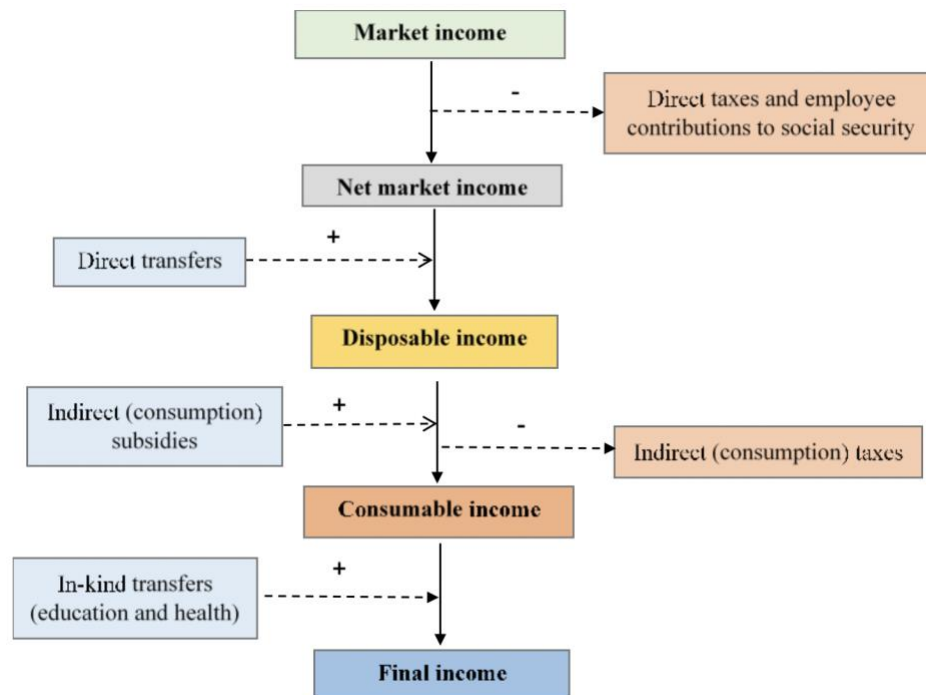 Market income
-
Direct taxes and employee
contributions to social security
Net market income
+
Direct transfers
Disposable income
Indirect (consumption)
subsidies
+
-
Indirect (consumption) taxes
Consumable income
In-kind transfers
(education and health)
+
Final income